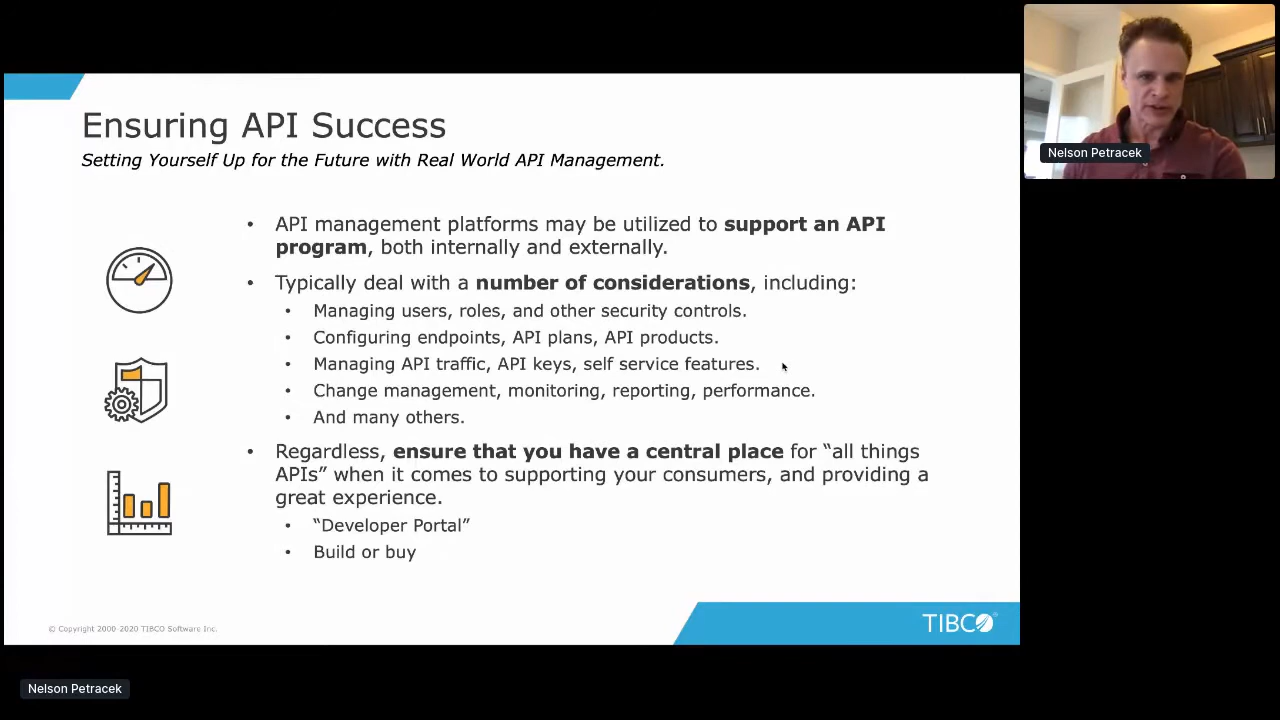 Ensuring API Success
Setting Yourself Up for the Future with Real World API Management.
• API management platforms may be utilized to support an API
program, both internally and externally.
• Typically deal with a number of considerations, including:
• Managing users, roles, and other security controls.
• Configuring endpoints, API plans, API products.
• Managing API traffic, API keys, self service features.
• Change management, monitoring, reporting, performance.
• And many others.
• Regardless, ensure that you have a central place for “all things
APIs” when it comes to supporting your consumers, and providing a
great experience.
• “Developer Portal”
• Build or buy
© Copyright 2000-2020 TIBCO Software Inc.
TIBCO®
Nelson Petracek
Nelson Petracek